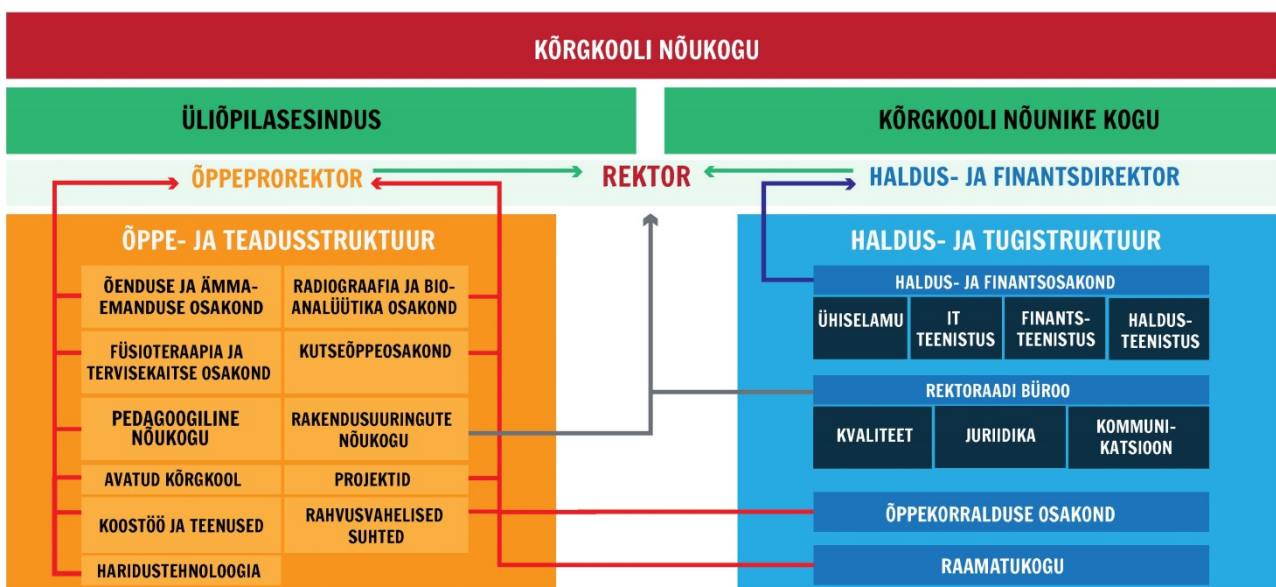 KÕRGKOOLI NÕUKOGU
ÜLIÕPILASESINDUS
KÕRGKOOLI NÕUNIKE KOGU
ÕPPEPROREKTOR
REKTOR
HALDUS- JA FINANTSDIREKTOR
ÕPPE- JA TEADUSSTRUKTUUR
ÕENDUSE JA ÄMMA-
EMANDUSE OSAKOND
RADIOGRAAFIA JA BIO-
ANALÜÜTIKA OSAKOND
FÜSIOTERAAPIA JA
TERVISEKAITSE OSAKOND
KUTSEÕPPEOSAKOND
PEDAGOOGILINE
NÕUKOGU
RAKENDUSUURINGUTE
NÕUKOGU
AVATUD KÕRGKOOL
PROJEKTID
KOOSTÖÖ JA TEENUSED
RAHVUSVAHELISED
SUHTED
HARIDUSTEHNOLOOGIA
HALDUS- JA TUGISTRUKTUUR
HALDUS- JA FINANTSOSAKOND
ÜHISELAMU
IT
TEENISTUS
FINANTS-
TEENISTUS
HALDUS-
TEENISTUS
REKTORAADI BÜROO
KVALITEET
JURIIDIKA
KOMMUNI-
KATSIOON
ÕPPEKORRALDUSE OSAKOND
RAAMATUKOGU